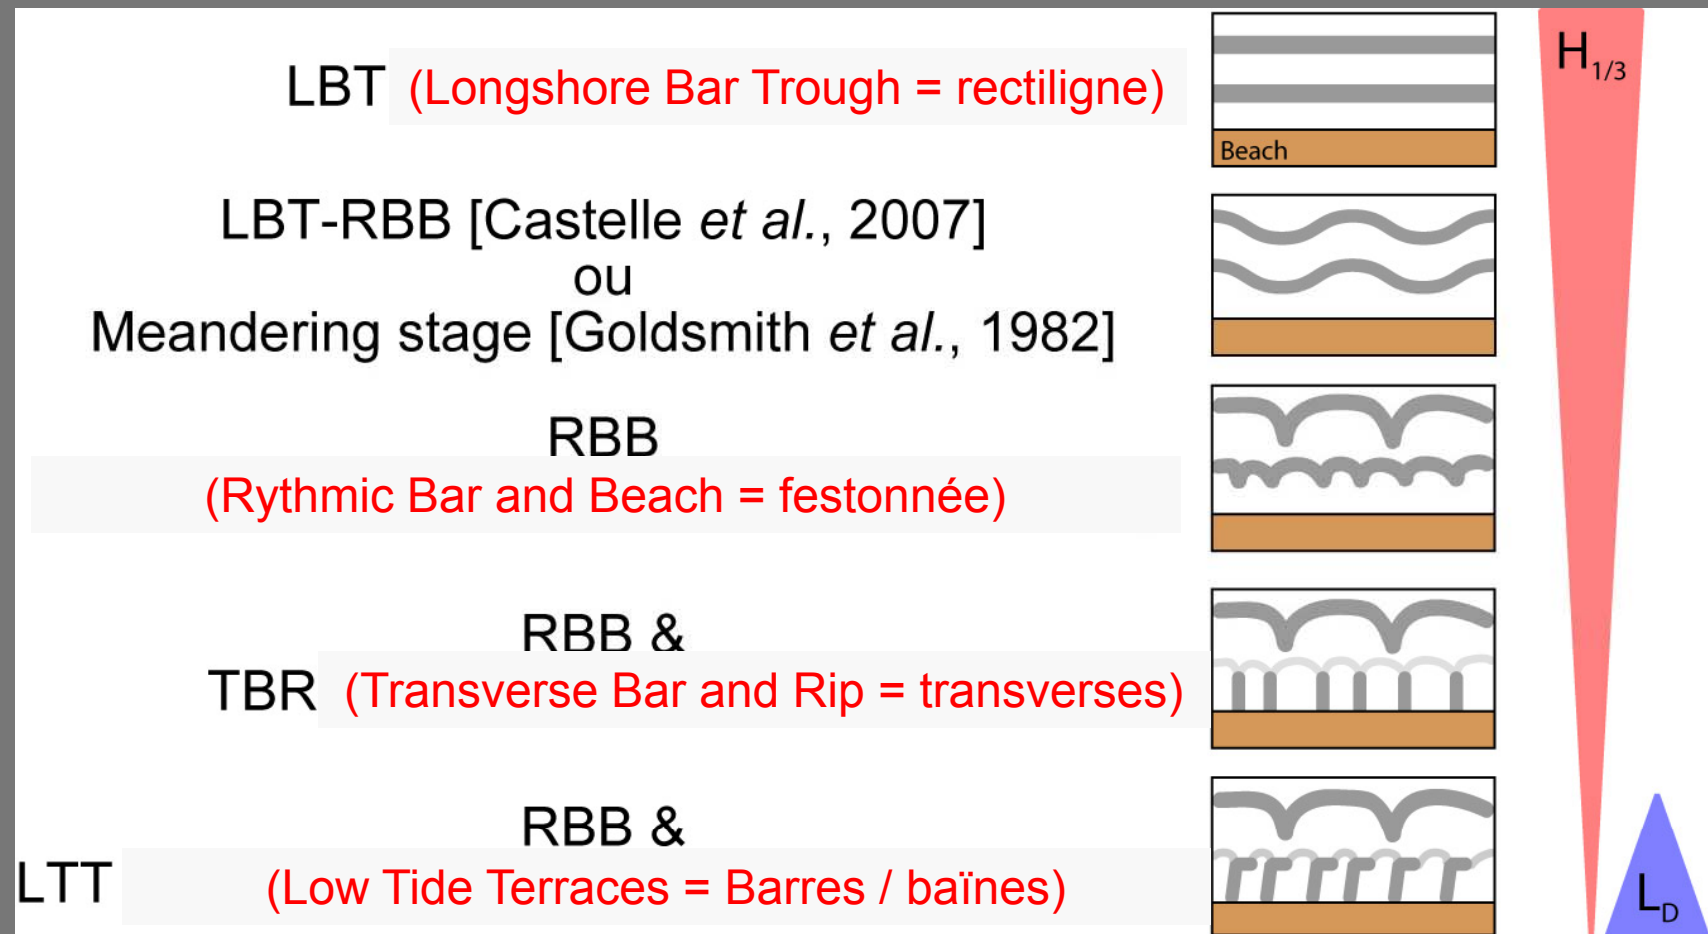 LBT (Longshore Bar Trough = rectiligne)
Beach
H1/3
LBT-RBB [Castelle et al., 2007]
ou
Meandering stage [Goldsmith et al., 1982]
RBB
(Rythmic Bar and Beach = festonnée)
RBB &
TBR (Transverse Bar and Rip = transverses)
RBB &
LTT (Low Tide Terraces = Barres / baïnes)
LD